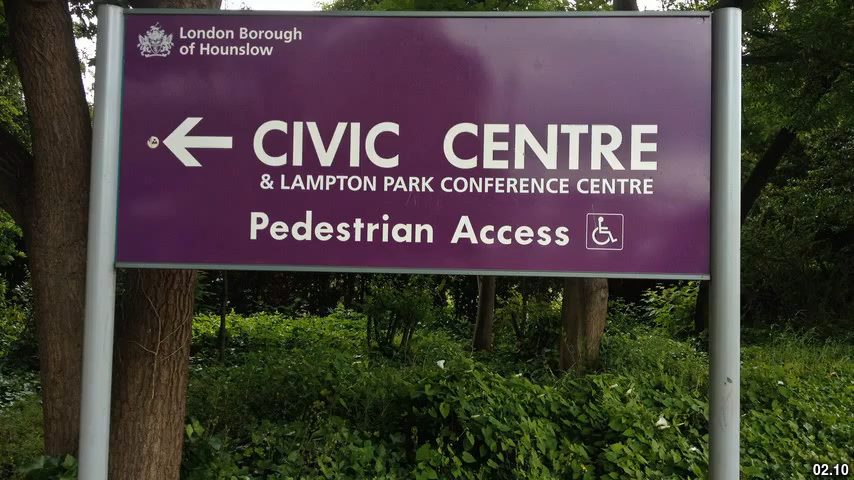 London Borough
of Hounslow
CIVIC CENTRE
& LAMPTON PARK CONFERENCE CENTRE
Pedestrian Access
02.10